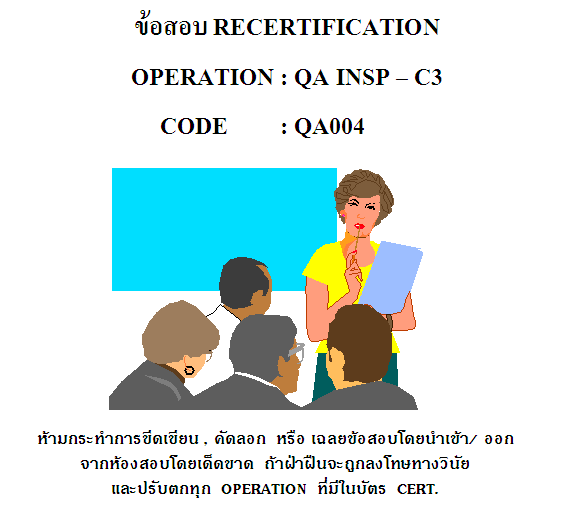 ข้อสอบ RECERTIFICATION
OPERATION : QA INSP – C3
CODE : QA004
ห้ามกระทำการขีดเขียน , คัดลอก หรือ เฉลยข้อสอบโดยนำเข้า/ ออก
จากห้องสอบโดยเด็ดขาด ถ้าฝ่าฝืนจะถูกลงโทษทางวินัย
และปรับตกทุก OPERATION ที่มีในบัตร CERT.